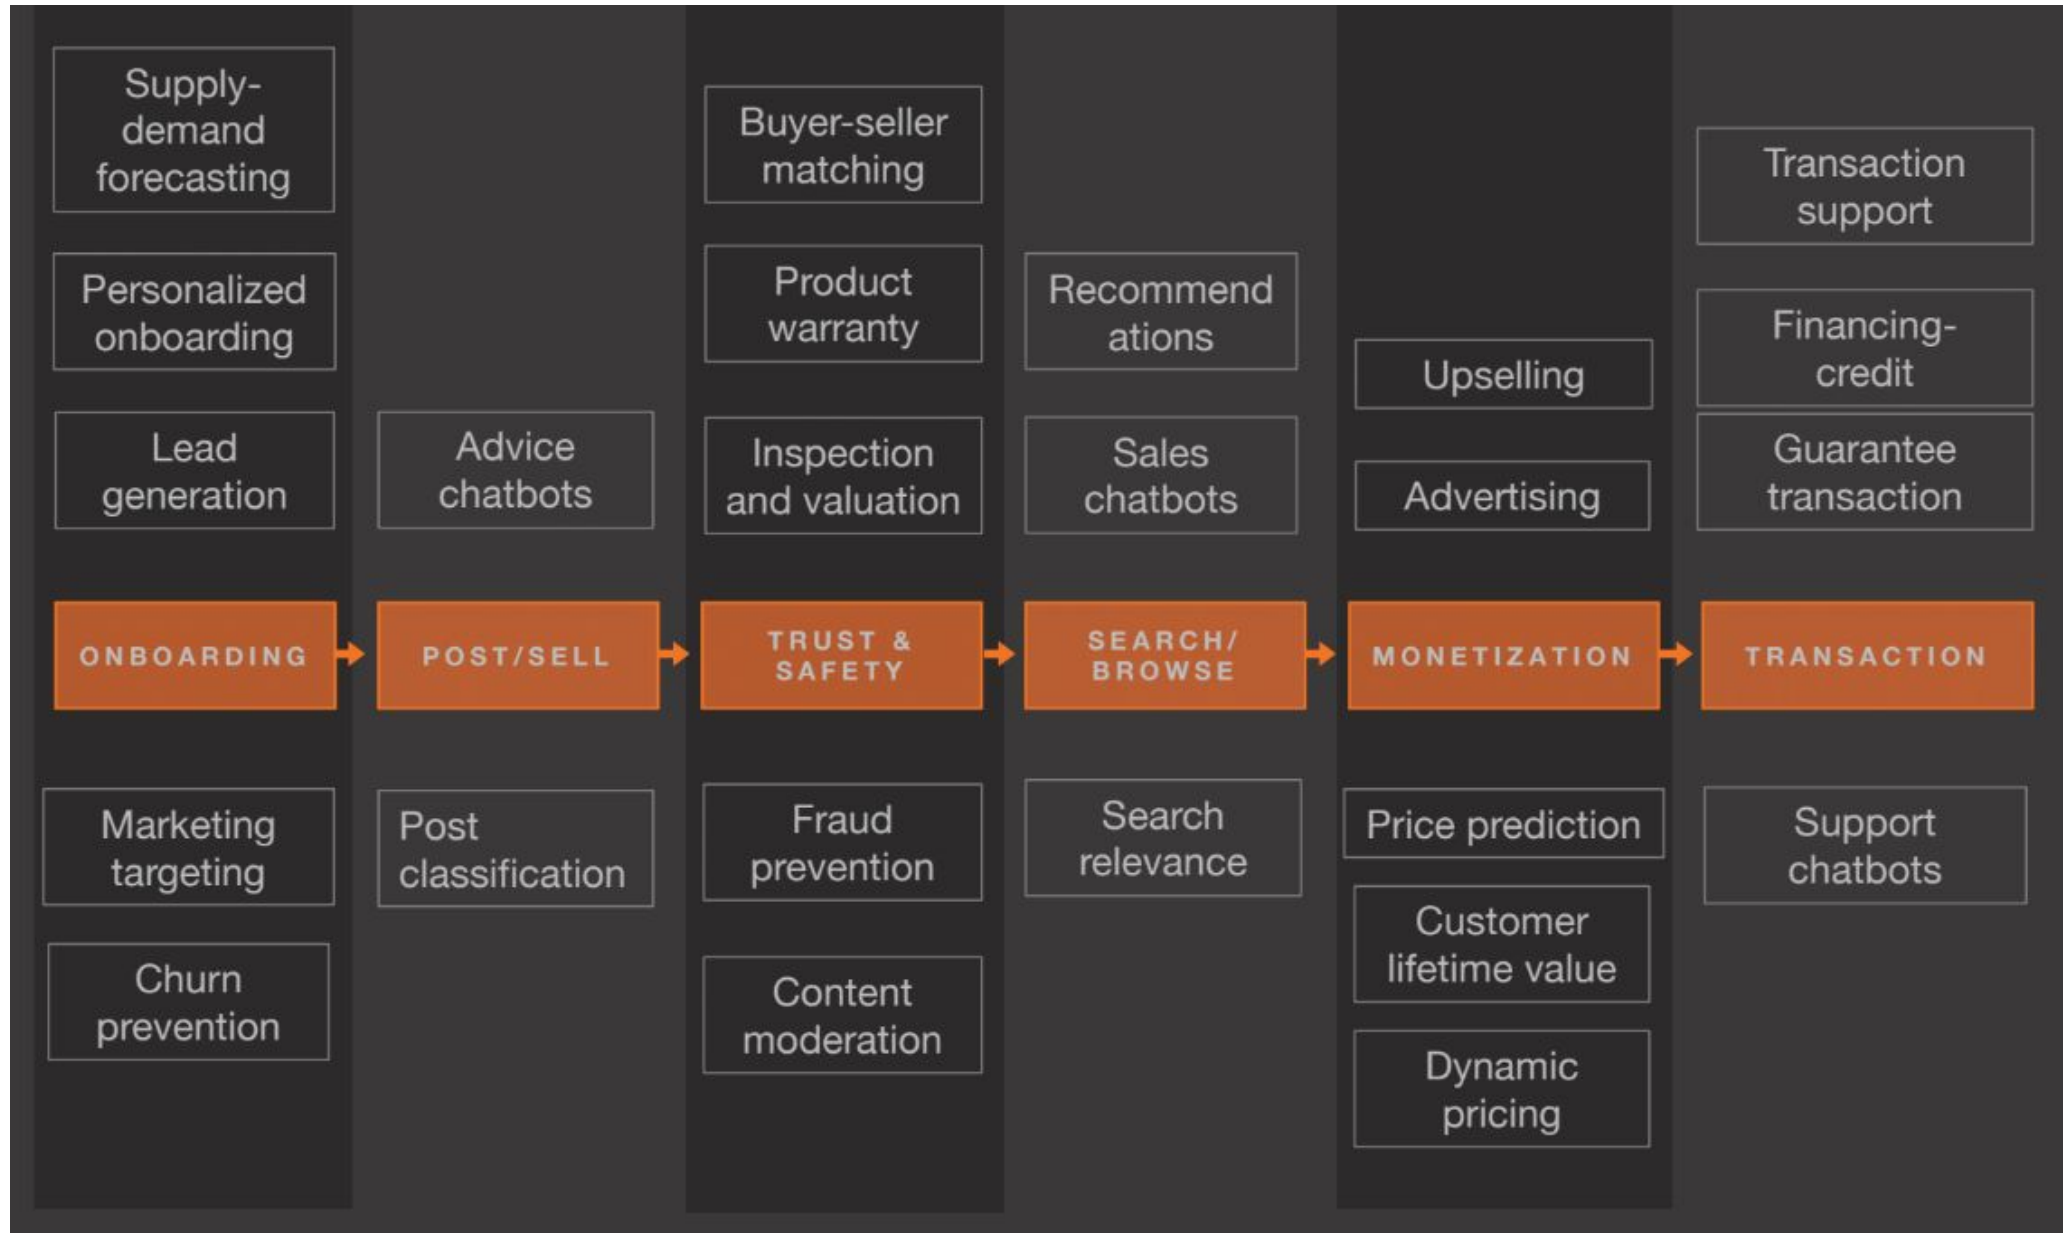 Supply-
demand
forecasting
Personalized
onboarding
Lead
generation
ONBOARDING
Marketing
targeting
Churn
prevention
Advice
chatbots
POST/SELL
Post
classification
Buyer-seller
matching
Product
warranty
Inspection
and valuation
TRUST &
SAFETY
Fraud
prevention
Content
moderation
Recommend
ations
Sales
chatbots
SEARCH/
BROWSE
Search
relevance
Upselling
Advertising
MONETIZATION
Price prediction
Customer
lifetime value
Dynamic
pricing
Transaction
support
Financing-
credit
Guarantee
transaction
TRANSACTION
Support
chatbots